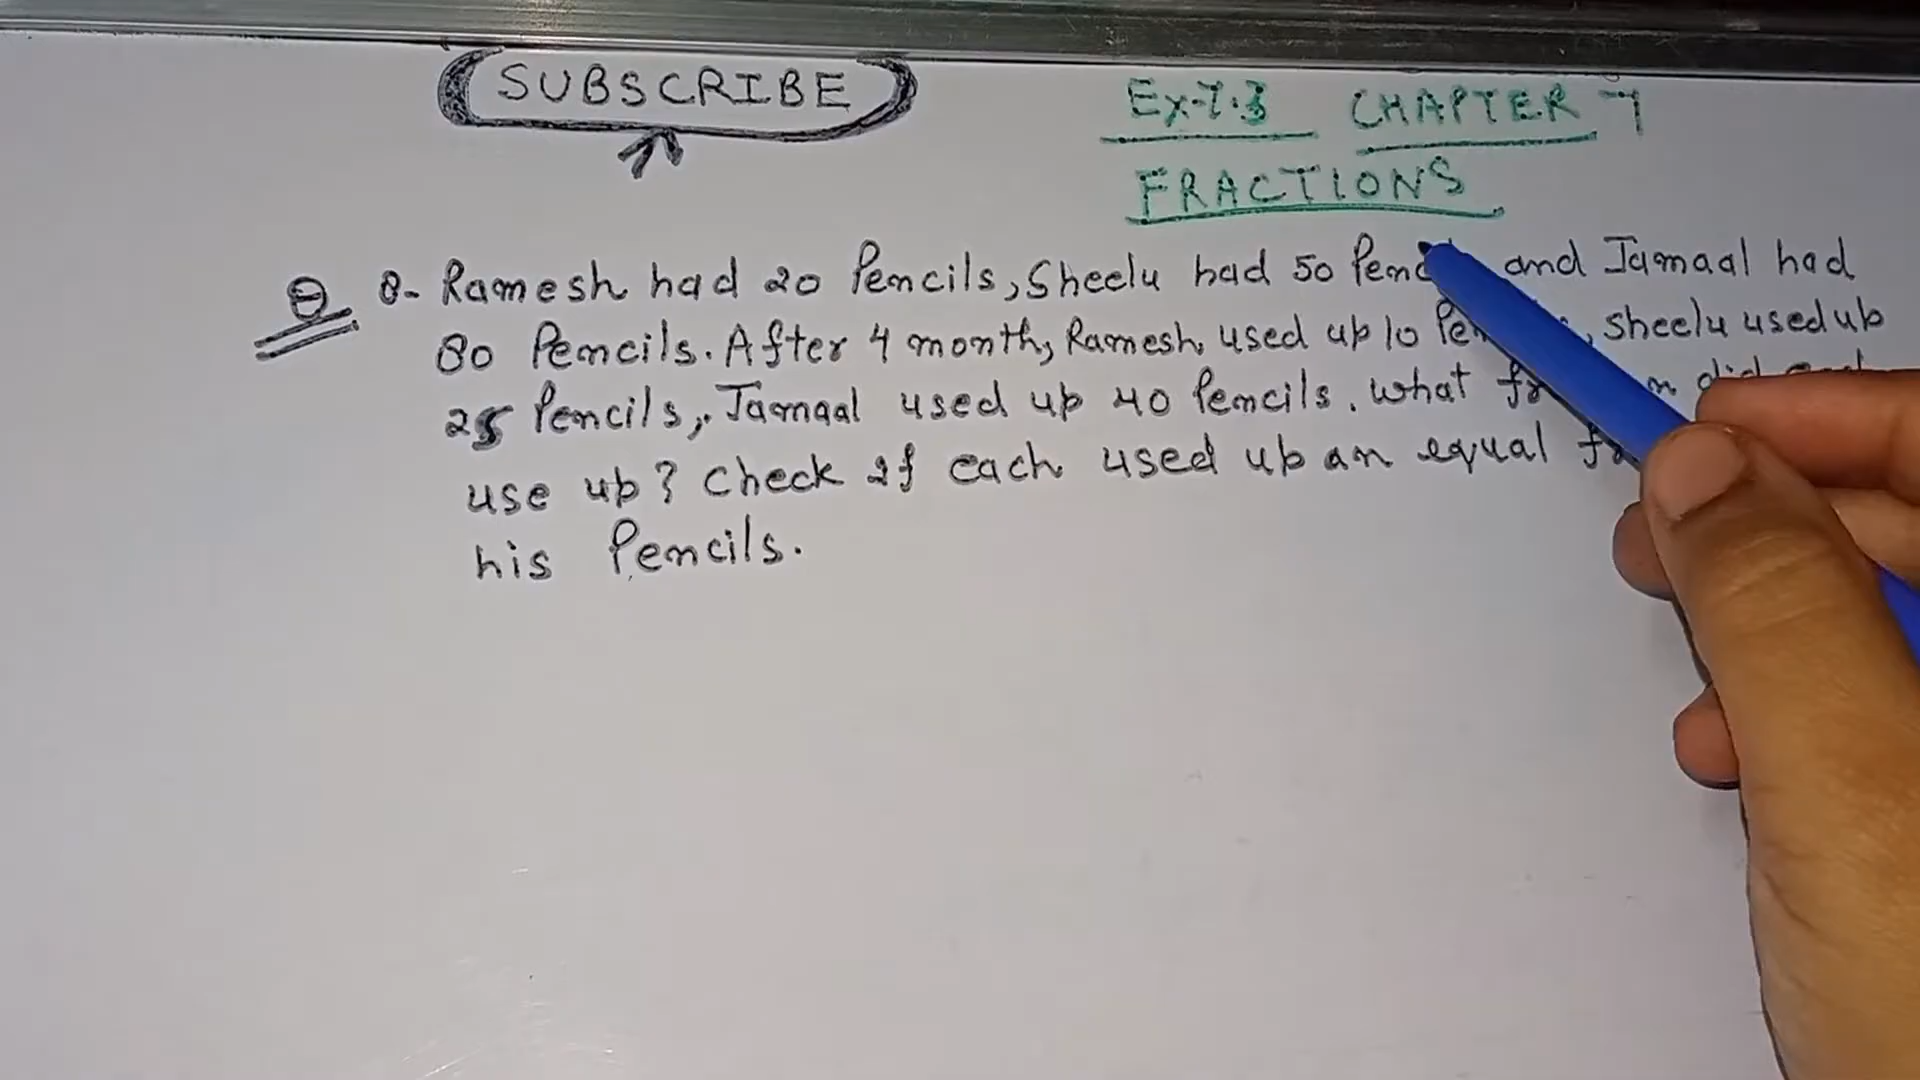 SUBSCRIBE
Ex-7.3 CHAPTER 7
FRACTIONS
Q 8- Ramesh had 20 Pencils, Sheelu had 50 and Jamaal had
80 Pencils. After 4 month, Ramesh used up 10 , Sheelu used up
25 Pencils, Jamaal used up 40 Pencils. What did
use up? Check If each used up an equal
his Pencils.